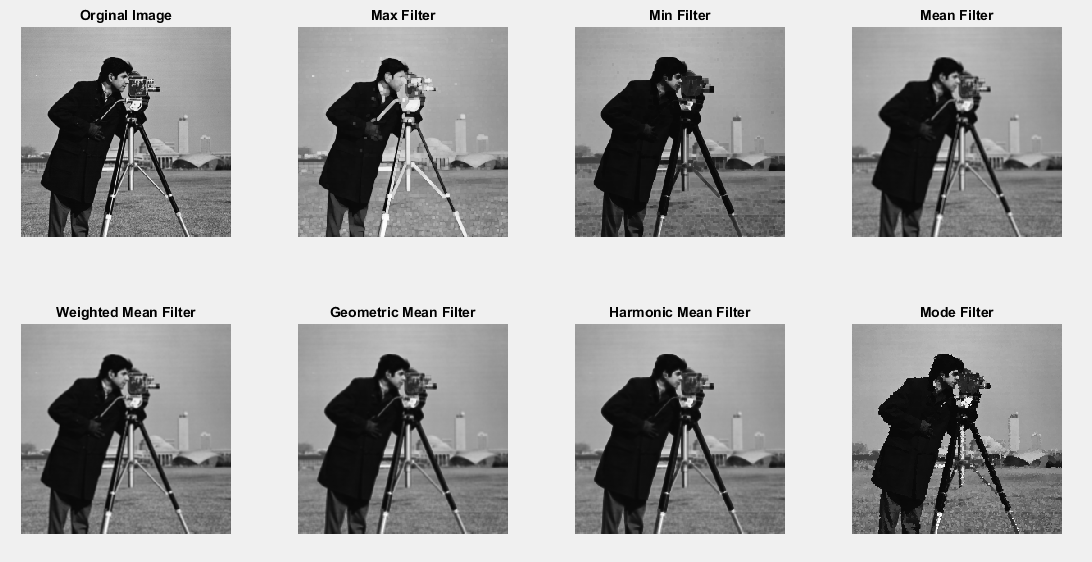 Orginal Image
Max Filter
Min Filter
Mean Filter
Weighted Mean Filter
Geometric Mean Filter
Harmonic Mean Filter
Mode Filter